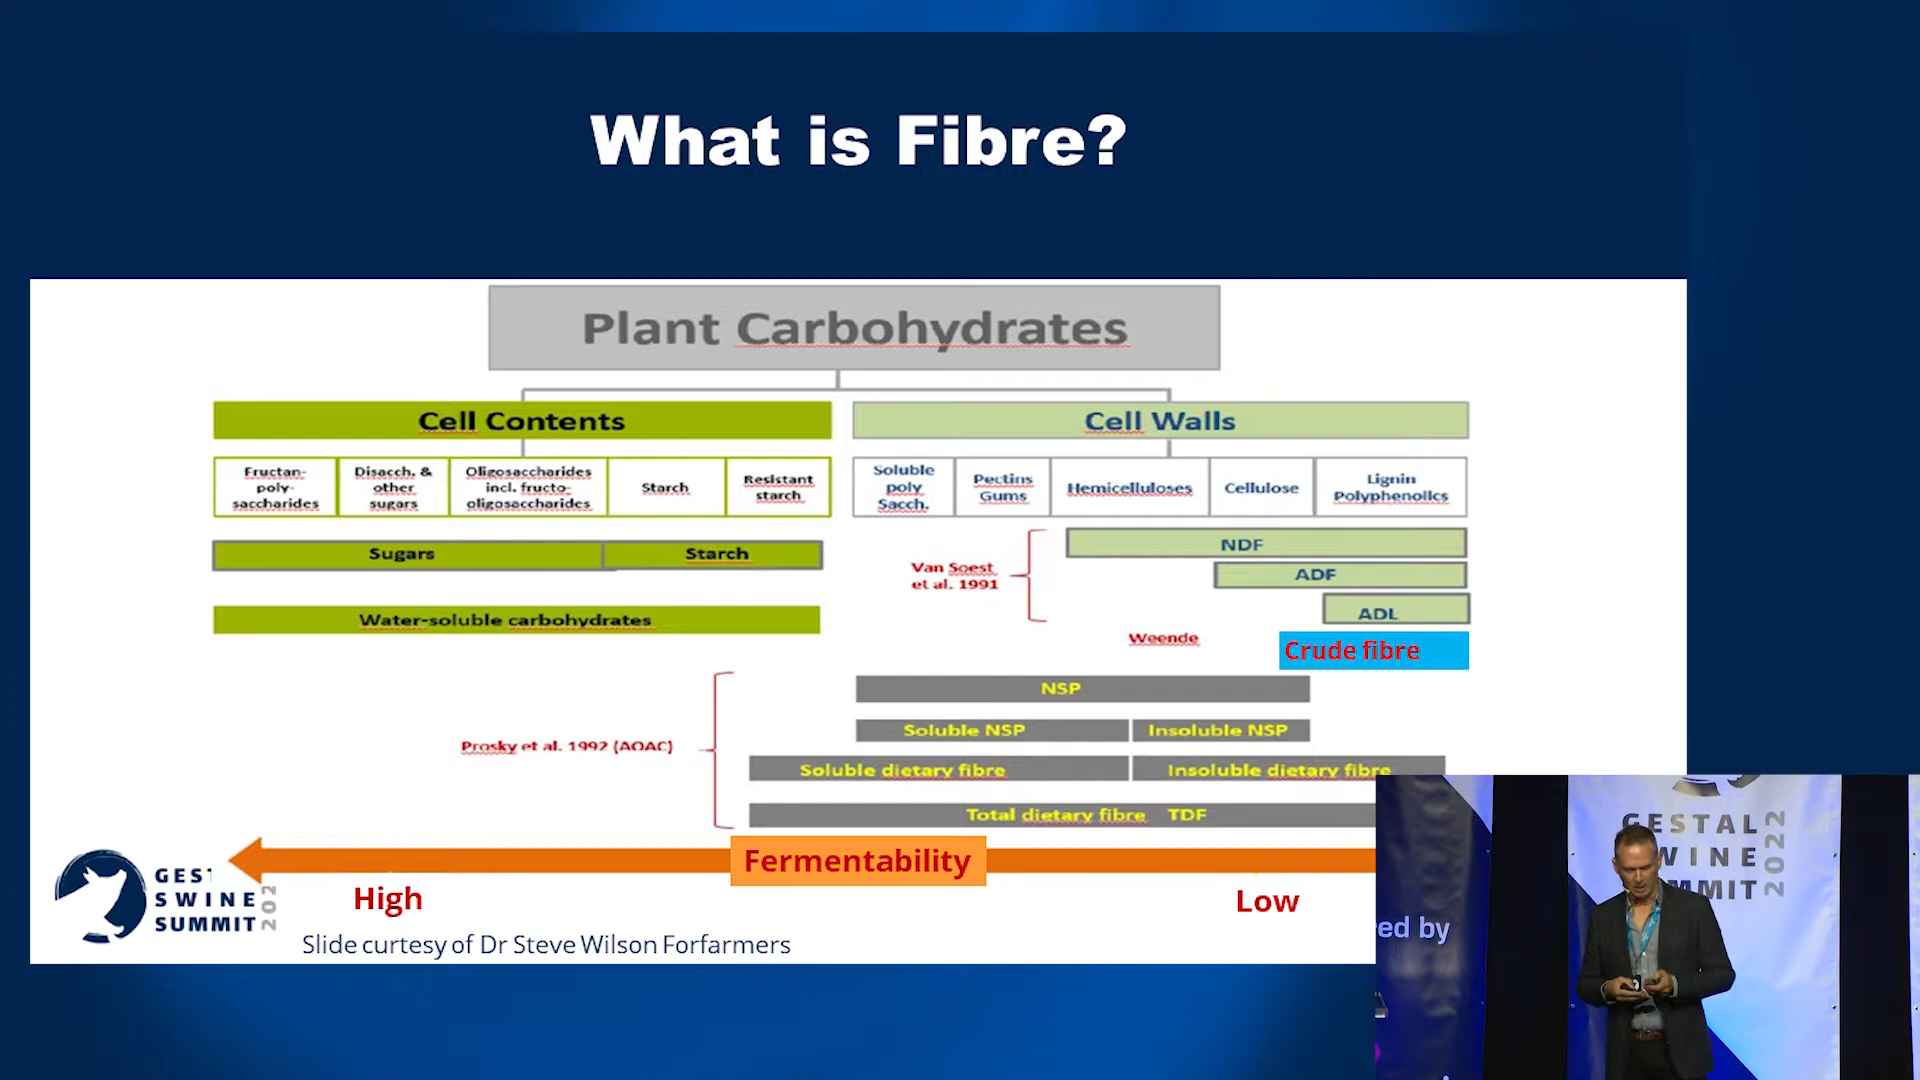 What is Fibre?
Plant Carbohydrates
Cell Contents
Cell Walls
Fructan-
poly-
saccharides
Disacch. &
other
sugars
Oligosaccharides
incl. fructo-
oligosaccharides
Starch
Resistant
starch
Soluble
poly
Sacch.
Pectins
Gums
Hemicelluloses
Cellulose
Lignin
Polyphenolics
Sugars
Starch
NDF
Van Soest
et al. 1991
ADF
ADL
Water-soluble carbohydrates
Weende
Crude fibre
NSP
Soluble NSP
Insoluble NSP
Prosky et al. 1992 (AOAC)
Soluble dietary fibre
Insoluble dietary fibre
Total dietary fibre TDF
Fermentability
High
Low
SWINE
SUMMIT
Slide curtesy of Dr Steve Wilson Forfarmers
GESTAL
WINE
MMIT
2022
ed by